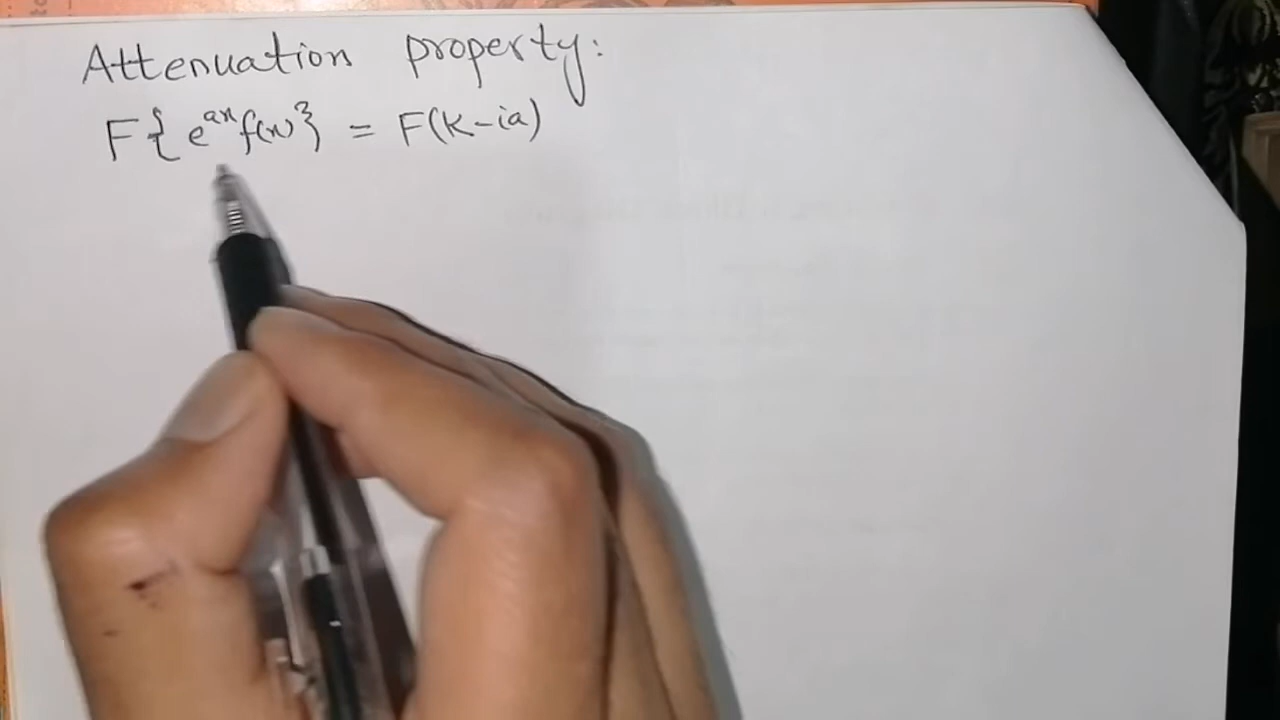 Attenuation property:
F{e^{ax}f(x)} = F(k-ia)